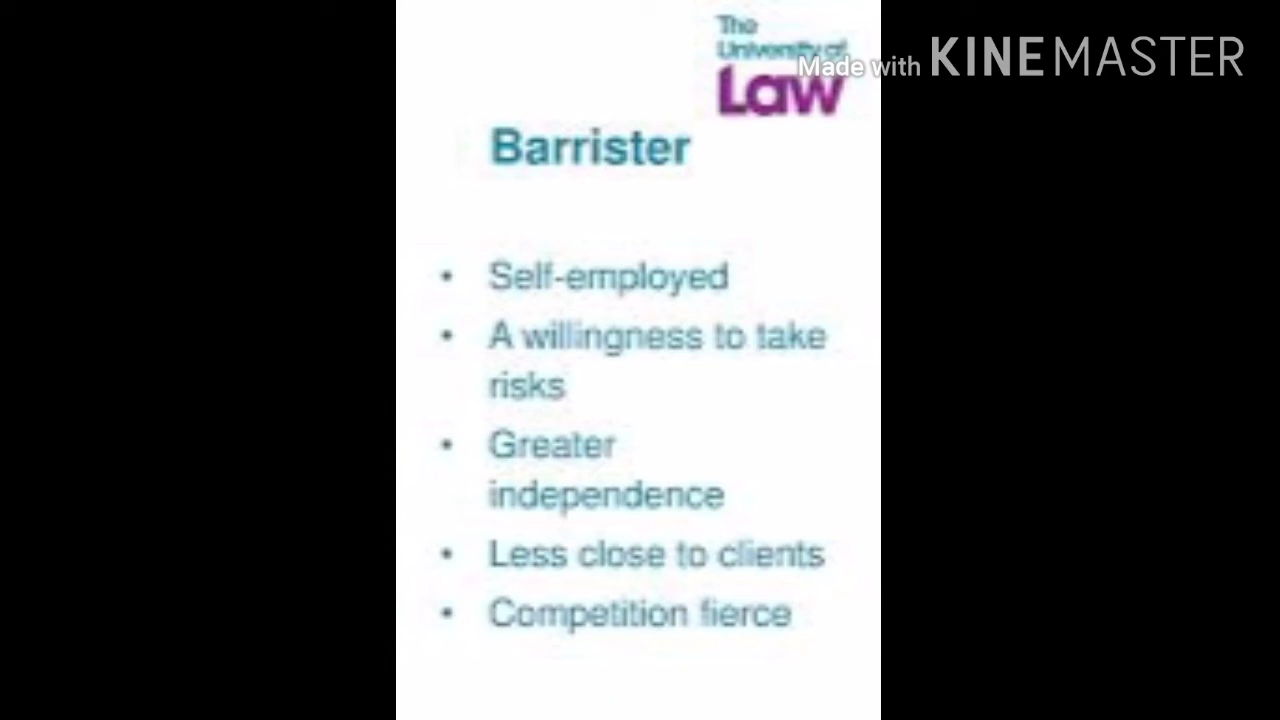 The
University of
Law
Made with KINEMASTER
Barrister
• Self-employed
• A willingness to take
risks
• Greater
independence
• Less close to clients
• Competition fierce